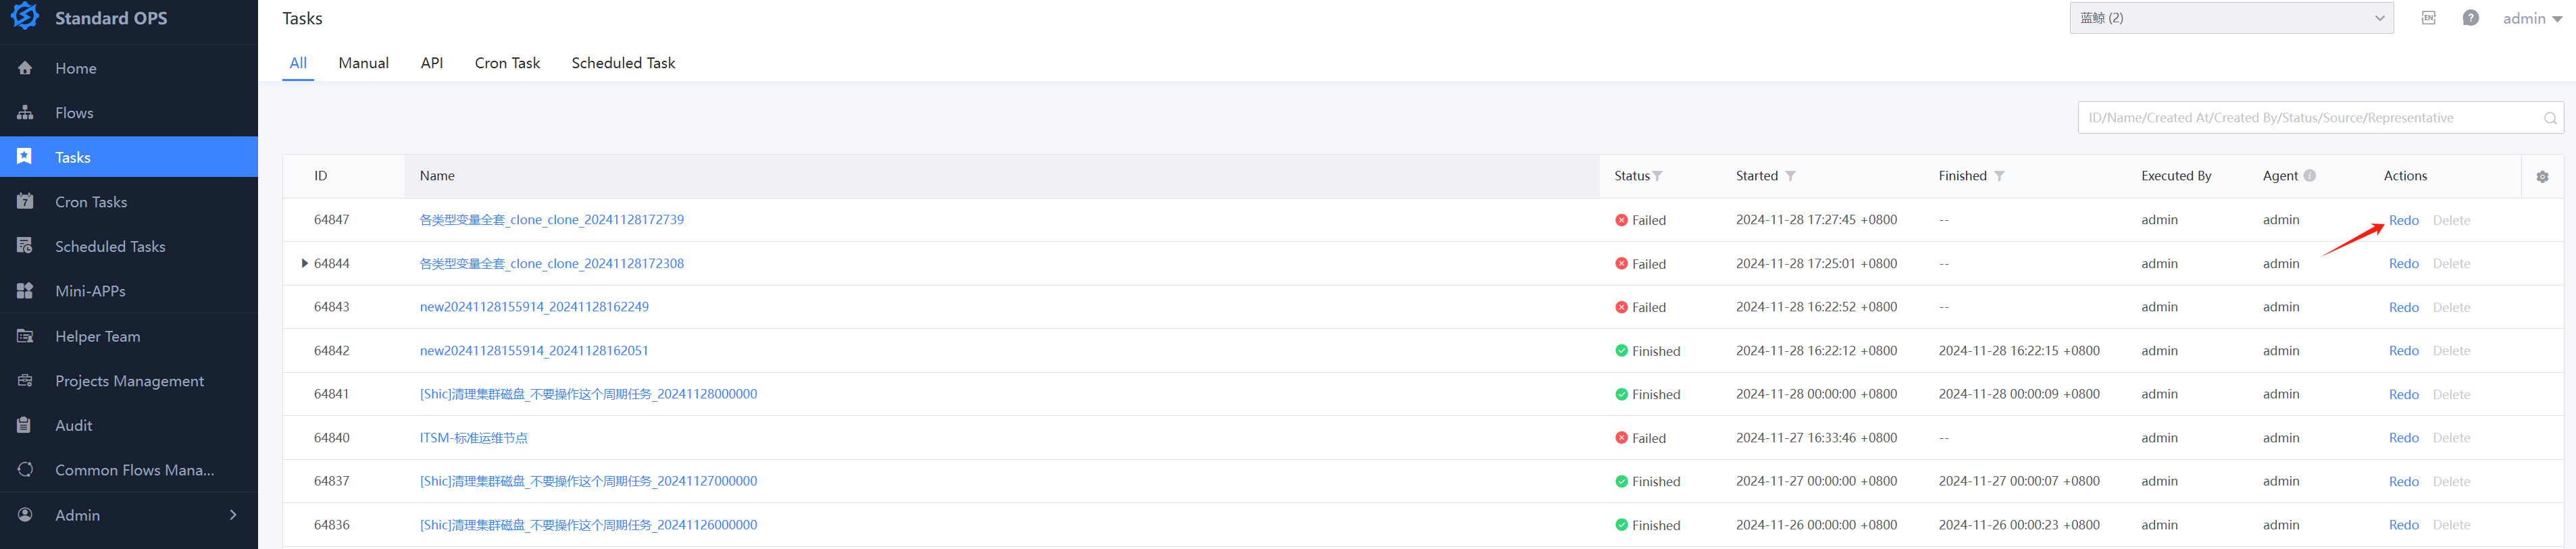 Standard OPS
Home
Flows
Tasks
Cron Tasks
7
Scheduled Tasks
Mini-APPs
Helper Team
Projects Management
Audit
Common Flows Mana...
Admin
Tasks
蓝鲸 (2)
EN
?
admin
All Manual API Cron Task Scheduled Task
ID/Name/Created At/Created By/Status/Source/Representative
ID Name Status Started Finished Executed By Agent Actions
64847 各类型变量全套_clone_clone_20241128172739 Failed 2024-11-28 17:27:45 +0800 -- admin admin Redo Delete
64844 各类型变量全套_clone_clone_20241128172308 Failed 2024-11-28 17:25:01 +0800 -- admin admin Redo Delete
64843 new20241128155914_20241128162249 Failed 2024-11-28 16:22:52 +0800 -- admin admin Redo Delete
64842 new20241128155914_20241128162051 Finished 2024-11-28 16:22:12 +0800 2024-11-28 16:22:15 +0800 admin admin Redo Delete
64841 [Shic]清理集群磁盘_不要操作这个周期任务_20241128000000 Finished 2024-11-28 00:00:00 +0800 2024-11-28 00:00:09 +0800 admin admin Redo Delete
64840 ITSM-标准运维节点 Failed 2024-11-27 16:33:46 +0800 -- admin admin Redo Delete
64837 [Shic]清理集群磁盘_不要操作这个周期任务_20241127000000 Finished 2024-11-27 00:00:00 +0800 2024-11-27 00:00:07 +0800 admin admin Redo Delete
64836 [Shic]清理集群磁盘_不要操作这个周期任务_20241126000000 Finished 2024-11-26 00:00:00 +0800 2024-11-26 00:00:23 +0800 admin admin Redo Delete